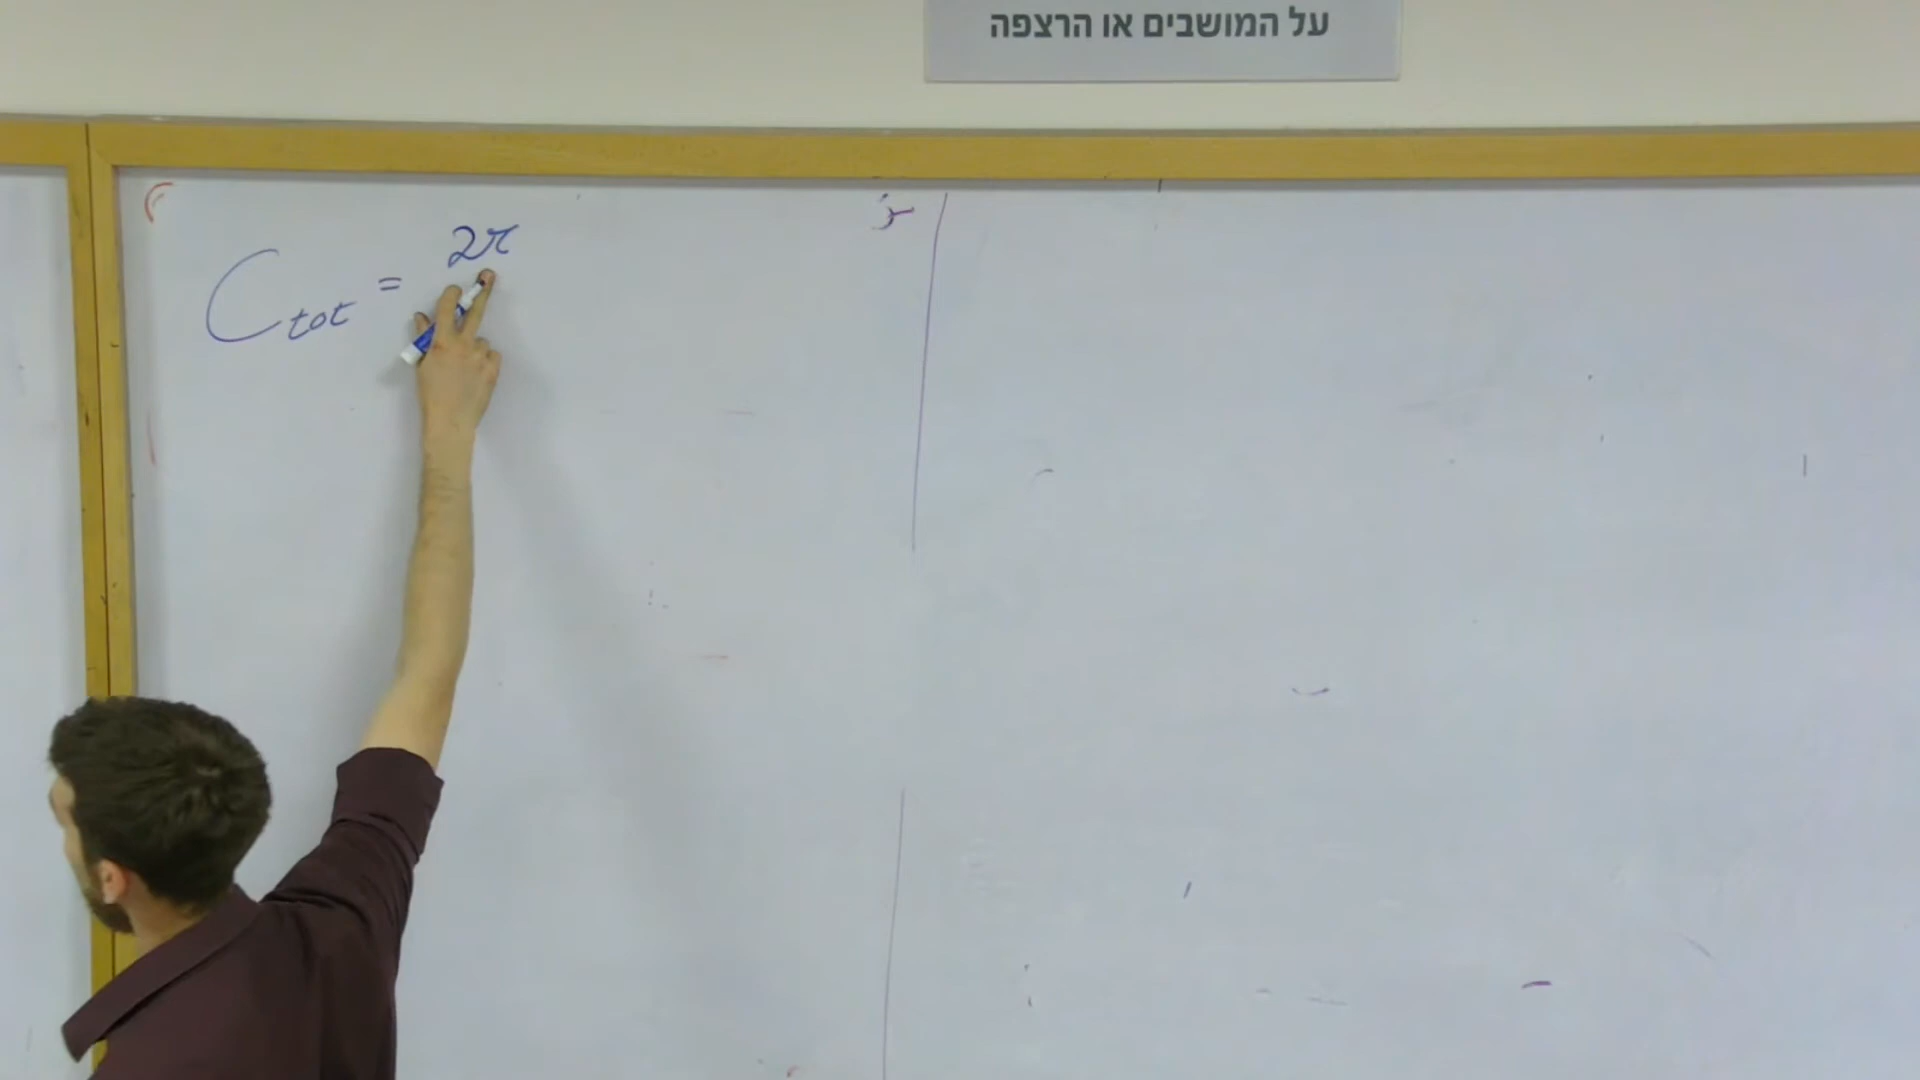 על המושבים או הרצפה
C_tot = 2π